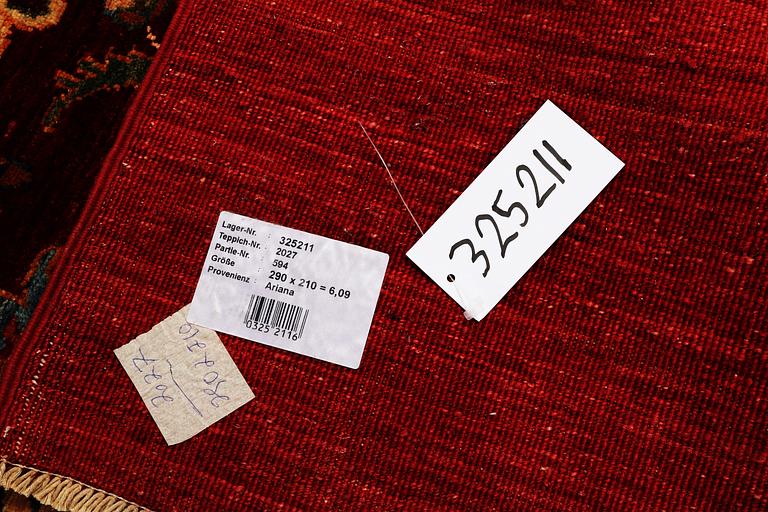 Lager-Nr. : 325211
Teppich-Nr. : 2027
Partie-Nr. : 594
Größe : 290 x 210 = 6,09
Provenienz : Ariana
0325 2116
325211
2027